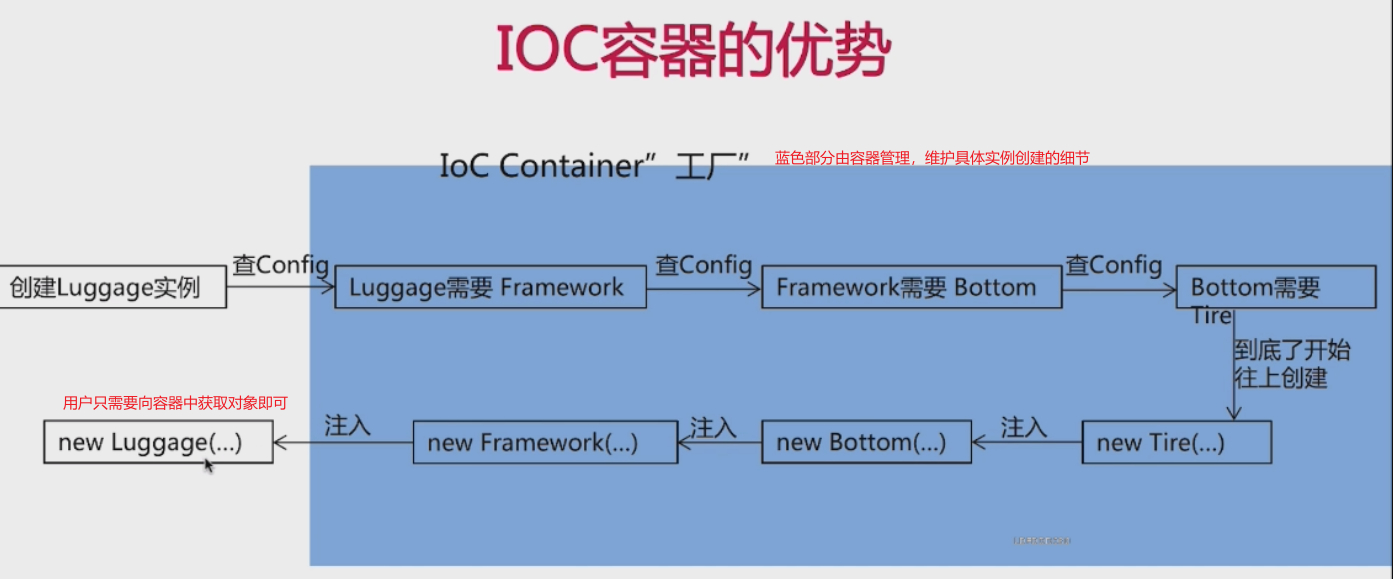 IOC容器的优势
IoC Container”工厂”
蓝色部分由容器管理，维护具体实例创建的细节
创建Luggage实例
查Config
Luggage需要 Framework
查Config
Framework需要 Bottom
查Config
Bottom需要
Tire
到底了开始
往上创建
用户只需要向容器中获取对象即可
new Luggage(...)
注入
new Framework(...)
注入
new Bottom(...)
注入
new Tire(...)